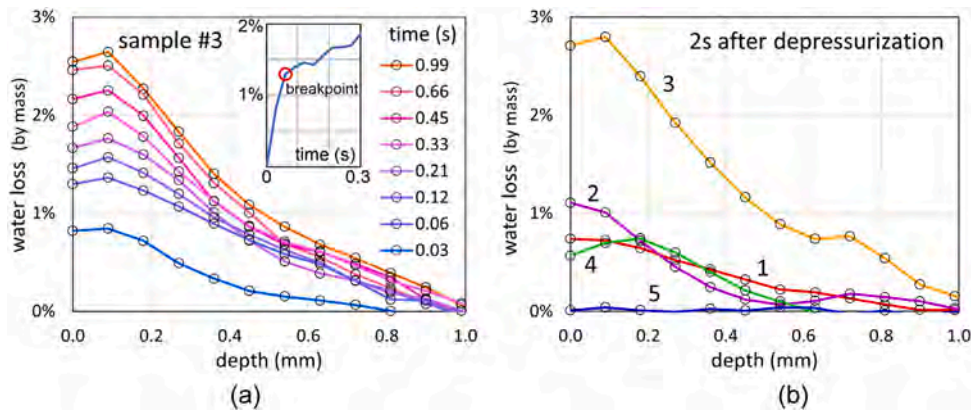 3%
2%
1%
0%
water loss (by mass)
sample #3
2%
1%
breakpoint
time (s)
0
0.3
time (s)
0.99
0.66
0.45
0.33
0.21
0.12
0.06
0.03
0.0 0.2 0.4 0.6 0.8 1.0
depth (mm)
(a)
3%
2%
1%
0%
water loss (by mass)
2s after depressurization
3
2
1
4
5
0.0 0.2 0.4 0.6 0.8 1.0
depth (mm)
(b)